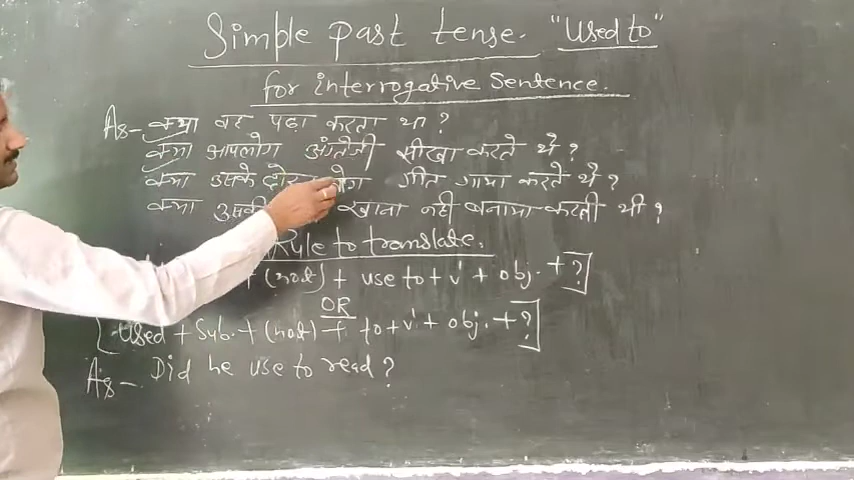 Simple past tense. "Used to"
for interrogative Sentence.
As- क्या वह पढ़ा करता था ?
क्या आपलोग अंग्रेजी सीखा करते थे ?
क्या उसके दोस्त लोग गीत गाया करते थे ?
क्या उसकी खाना नहीं बनाया करती थी ?
Rule to translate:
+ (not) + use to + v¹ + obj. + ?
OR
Used + Sub. + (not) + to + v¹ + obj. + ?
As - Did he use to read ?